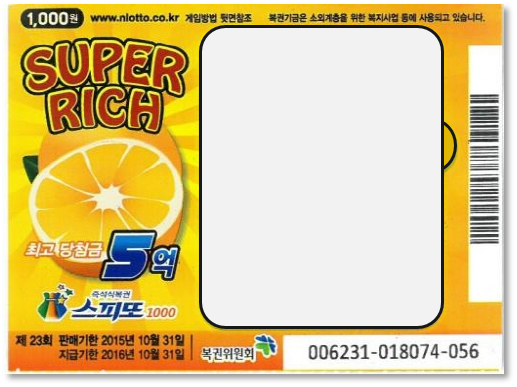 1,000원 www.nlotto.co.kr 게임방법 뒷면참조 복권기금은 소외계층을 위한 복지사업 등에 사용되고 있습니다.
SUPER
RICH
최고 당첨금 5억
즉석식복권
스피또 1000
제 23회 판매기한 2015년 10월 31일
지급기한 2016년 10월 31일
복권위원회
006231-018074-056